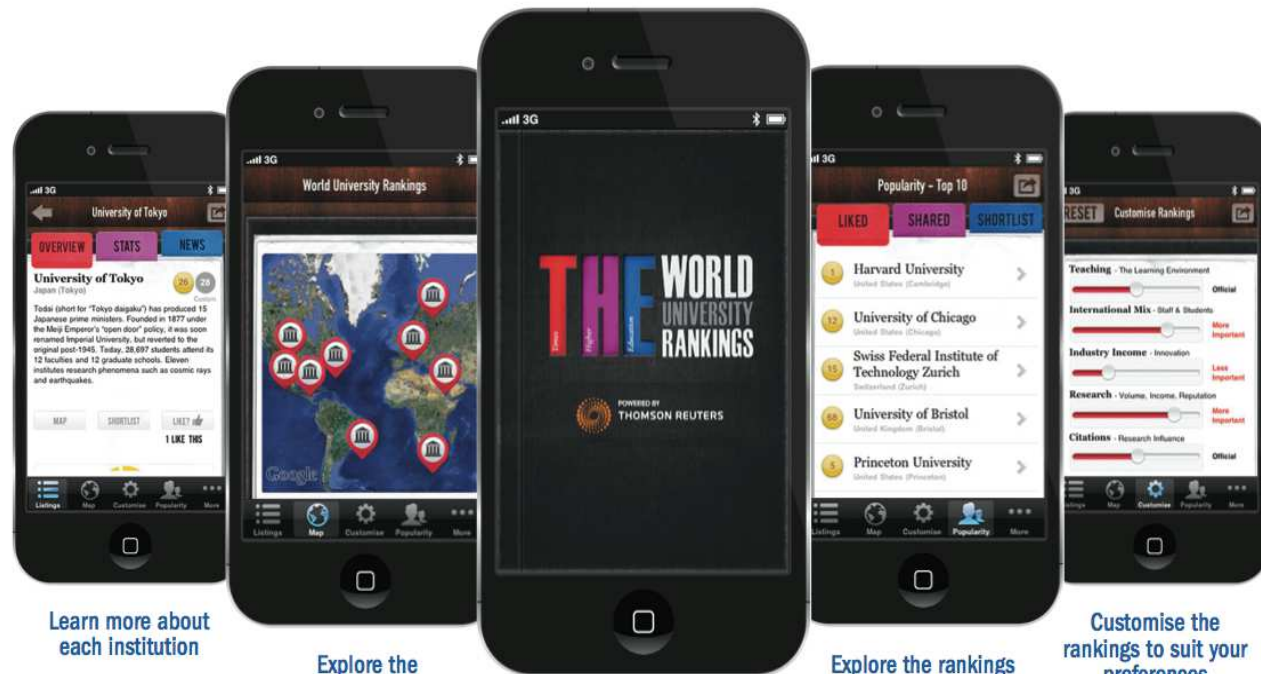 3G
University of Tokyo
OVERVIEW STATS NEWS
University of Tokyo
Japan (Tokyo)
26 28
Custom
Todai (short for "Tokyo daigaku") has produced 15
Japanese prime ministers. Founded in 1877 under
the Meiji Emperor's "open door" policy, it was soon
renamed Imperial University, but reverted to the
original post-1945. Today, 28,697 students attend its
12 faculties and 12 graduate schools. Eleven
institutes research phenomena such as cosmic rays
and earthquakes.
MAP SHORTLIST LIKE?
1 LIKE THIS
Listings Map Customise Popularity More
Learn more about
each institution
3G
World University Rankings
Google
Listings Map Customise Popularity More
Explore the
3G
THE WORLD
UNIVERSITY
RANKINGS
Times Higher Education
POWERED BY
THOMSON REUTERS
3G
Popularity - Top 10
LIKED SHARED SHORTLIST
1 Harvard University
United States (Cambridge)
12 University of Chicago
United States (Chicago)
15 Swiss Federal Institute of
Technology Zurich
Switzerland (Zurich)
University of Bristol
United Kingdom (Bristol)
5 Princeton University
United States (Princeton)
Listings Map Customise Popularity More
Explore the rankings
3G
RESET Customise Rankings
Teaching - The Learning Environment
Official
International Mix - Staff & Students
More
Important
Industry Income - Innovation
Less
Important
Research - Volume, Income, Reputation
More
Important
Citations - Research Influence
Official
Listings Map Customise Popularity More
Customise the
rankings to suit your
preferences